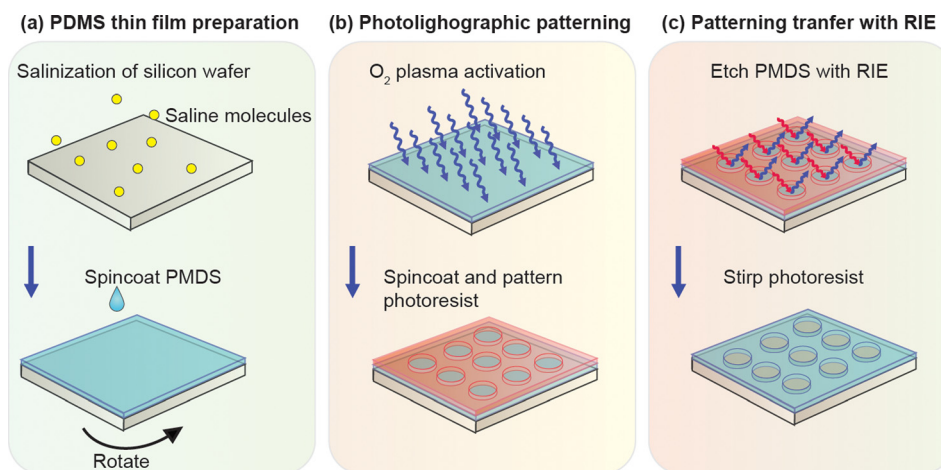 (a) PDMS thin film preparation
Salinization of silicon wafer
Saline molecules
Spincoat PMDS
Rotate
(b) Photolighographic patterning
O₂ plasma activation
Spincoat and pattern
photoresist
(c) Patterning tranfer with RIE
Etch PMDS with RIE
Stirp photoresist